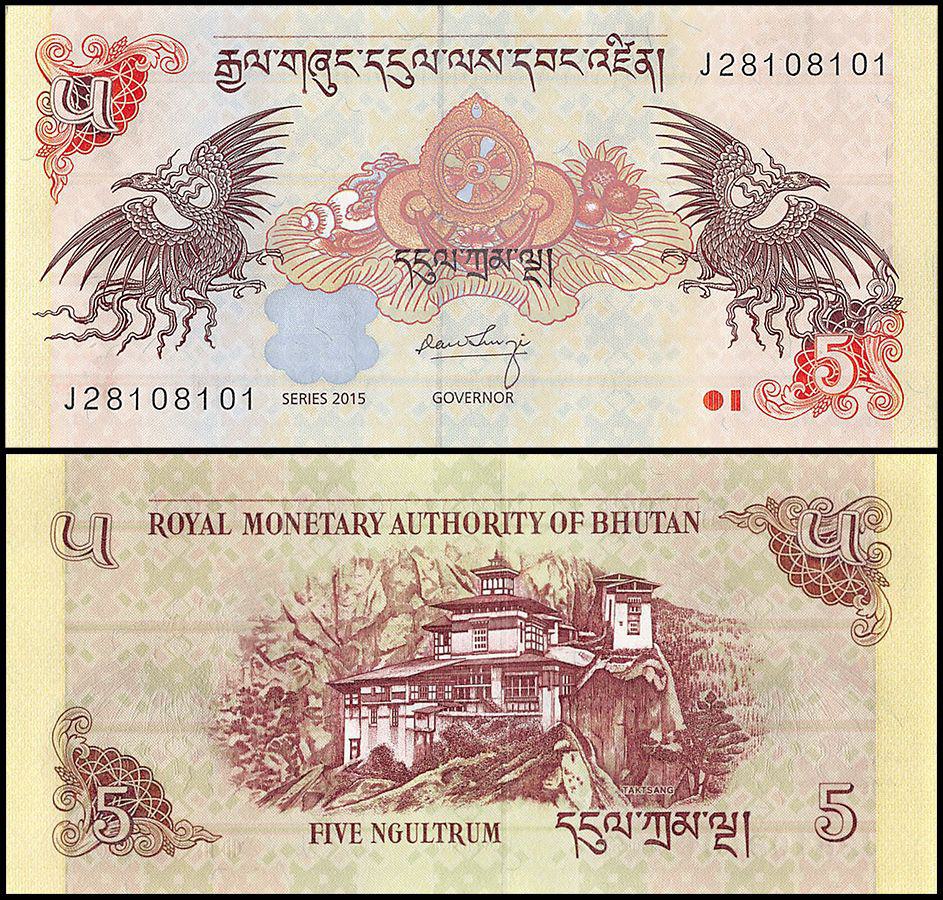 རྒྱལ་གཞུང་དངུལ་ལས་དབང་འཛིན།
J28108101
༥
དངུལ་ཀྲམ་ལྔ།
5
J28108101
SERIES 2015
GOVERNOR
ROYAL MONETARY AUTHORITY OF BHUTAN
༥
༥
TAKTSANG
5
FIVE NGULTRUM
དངུལ་ཀྲམ་ལྔ།
5